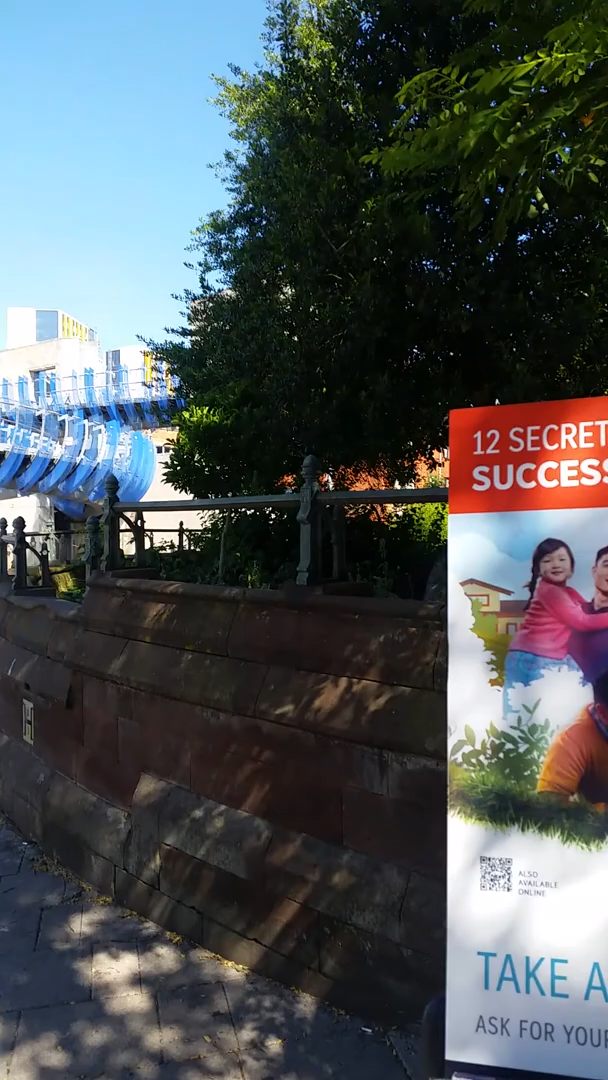 12 SECRET
SUCCESS
ALSO
AVAILABLE
ONLINE
TAKE A
ASK FOR YOUR
H